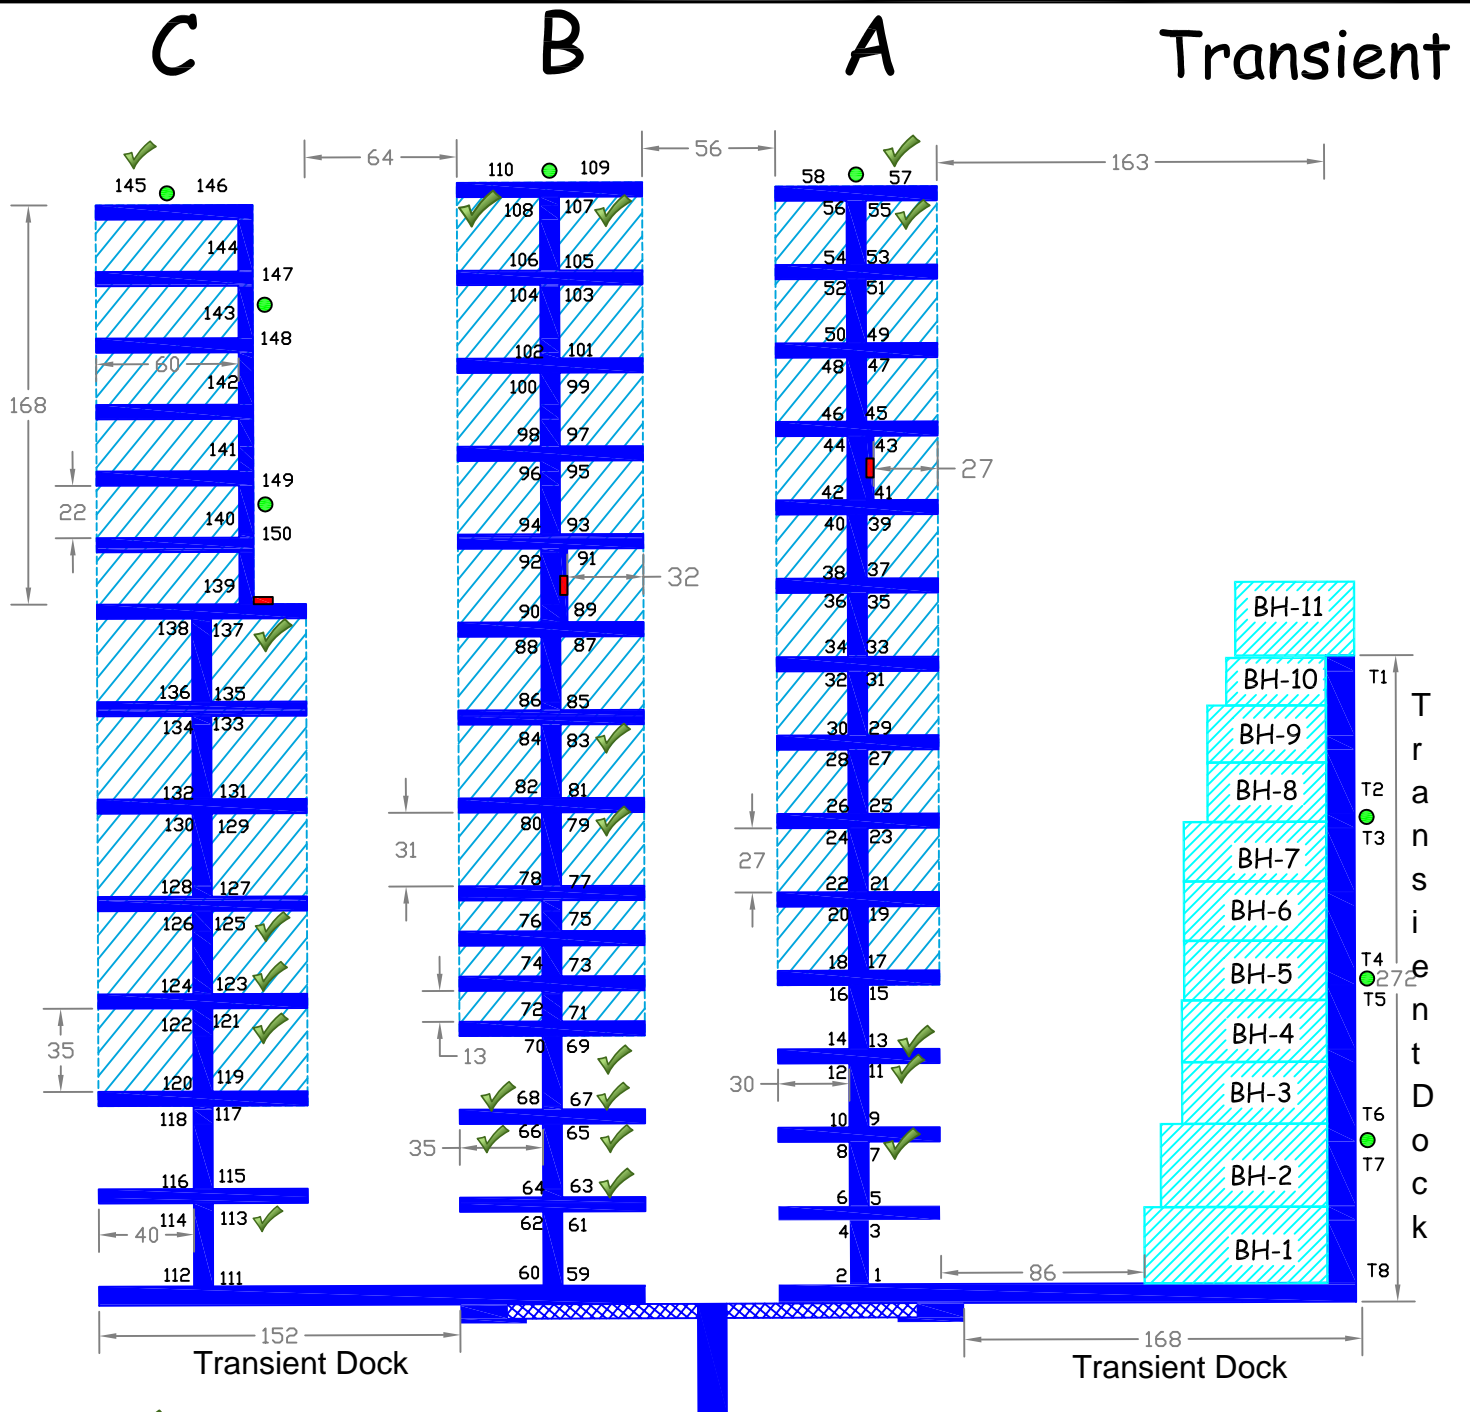 C B A Transient
64 56 163
145 146 110 109 58 57
108 107 56 55
144 106 105 54 53
147 104 103 52 51
143 148 102 101 50 49
60 142 100 99 48 47
168 98 97 46 45
141 96 95 44 43 27
149 42 41
22 140 150 94 93 40 39
139 92 91 32 38 37
90 89 36 35 BH-11
138 137 88 87 34 33
136 135 86 85 32 31 BH-10 T1
134 133 84 83 30 29 BH-9
132 131 82 81 28 27 BH-8 T2
130 129 80 79 26 25 T3
31 27 24 23 BH-7
128 127 78 77 22 21
126 125 76 75 20 19 BH-6
124 123 74 73 18 17 BH-5 T4 272
122 121 72 71 16 15 T5
35 70 69 13 14 13 BH-4
120 119 30 12 11 BH-3
118 117 68 67 10 9 T6
35 66 65 8 7 T7
116 115 64 63 6 5 BH-2
114 113 40 62 61 4 3 BH-1
112 111 60 59 2 1 86 T8
Transient Dock
152 168
Transient Dock Transient Dock